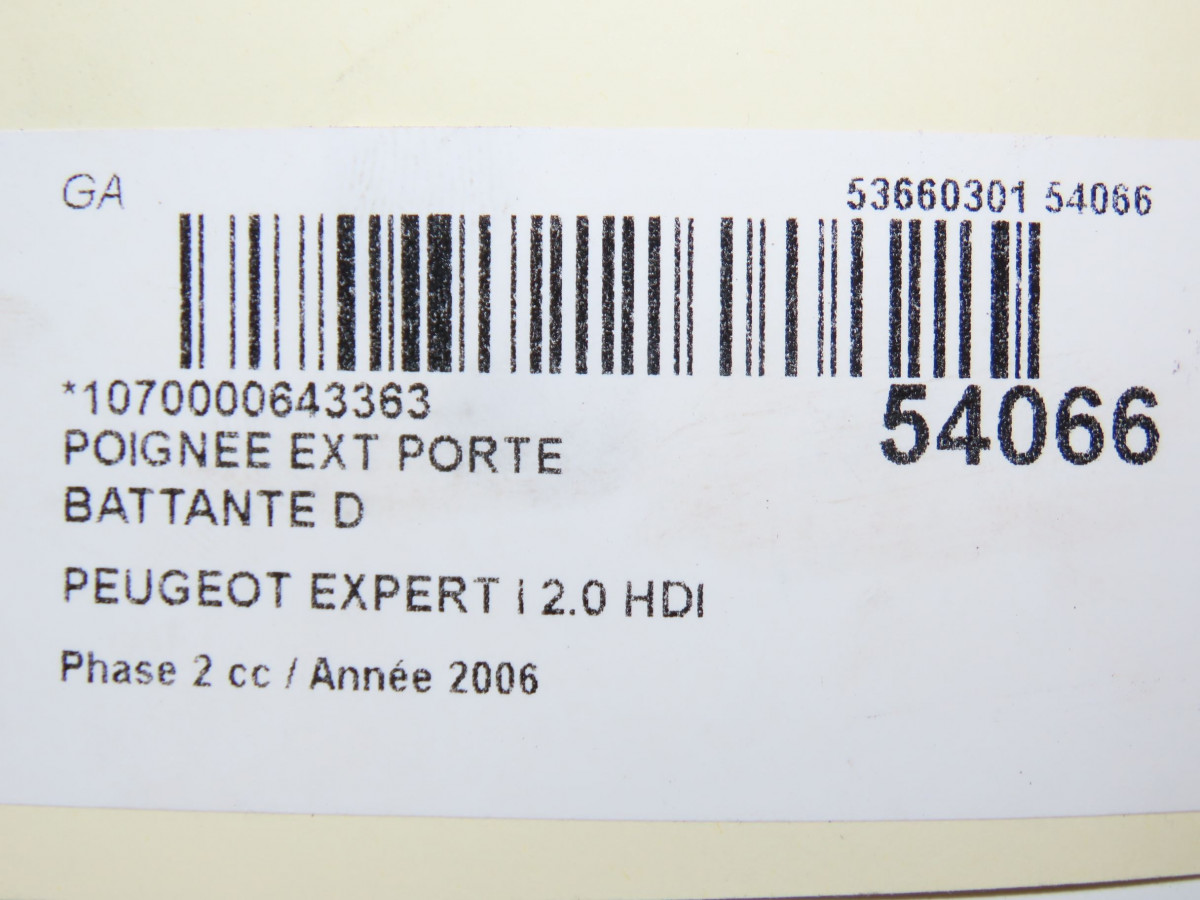 GA
53660301 54066
*1070000643363
54066
POIGNEE EXT PORTE
BATTANTE D
PEUGEOT EXPERT I 2.0 HDI
Phase 2 cc / Année 2006